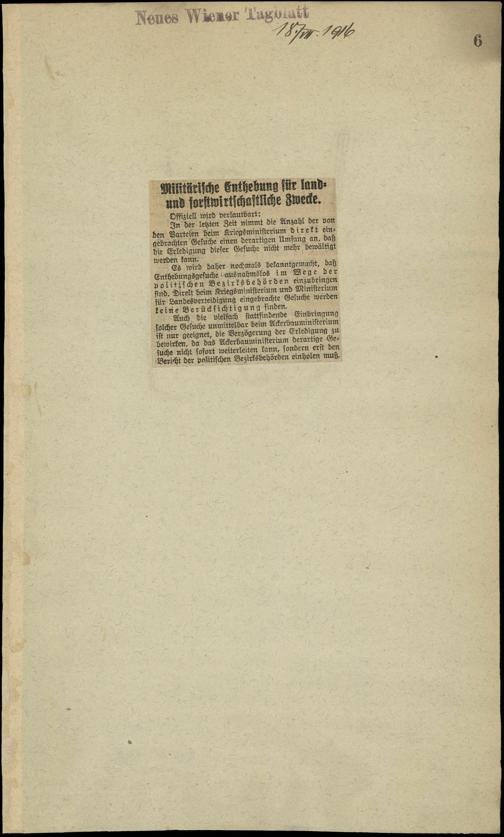 Neues Wiener Tagblatt
18/VII. 1916
6
Militärische Enthebung für land-
und forstwirtschaftliche Zwecke.
Offiziell wird verlautbart:
In der letzten Zeit nimmt die Anzahl der von
den Parteien beim Kriegsministerium direkt ein-
gebrachten Gesuche einen derartigen Umfang an, daß
die Erledigung dieser Gesuche nicht mehr bewältigt
werden kann.
Es wird daher nochmals bekanntgemacht, daß
Enthebungsgesuche ausnahmslos im Wege der
politischen Bezirksbehörden einzubringen
sind. Direkt beim Kriegsministerium und Ministerium
für Landesverteidigung eingebrachte Gesuche werden
keine Berücksichtigung finden.
Auch die vielfach stattfindende Einbringung
solcher Gesuche unmittelbar beim Ackerbauministerium
ist nur geeignet, die Verzögerung der Erledigung zu
bewirken, da das Ackerbauministerium derartige Ge-
suche nicht sofort weiterleiten kann, sondern erst den
Bericht der politischen Bezirksbehörden einholen muß.